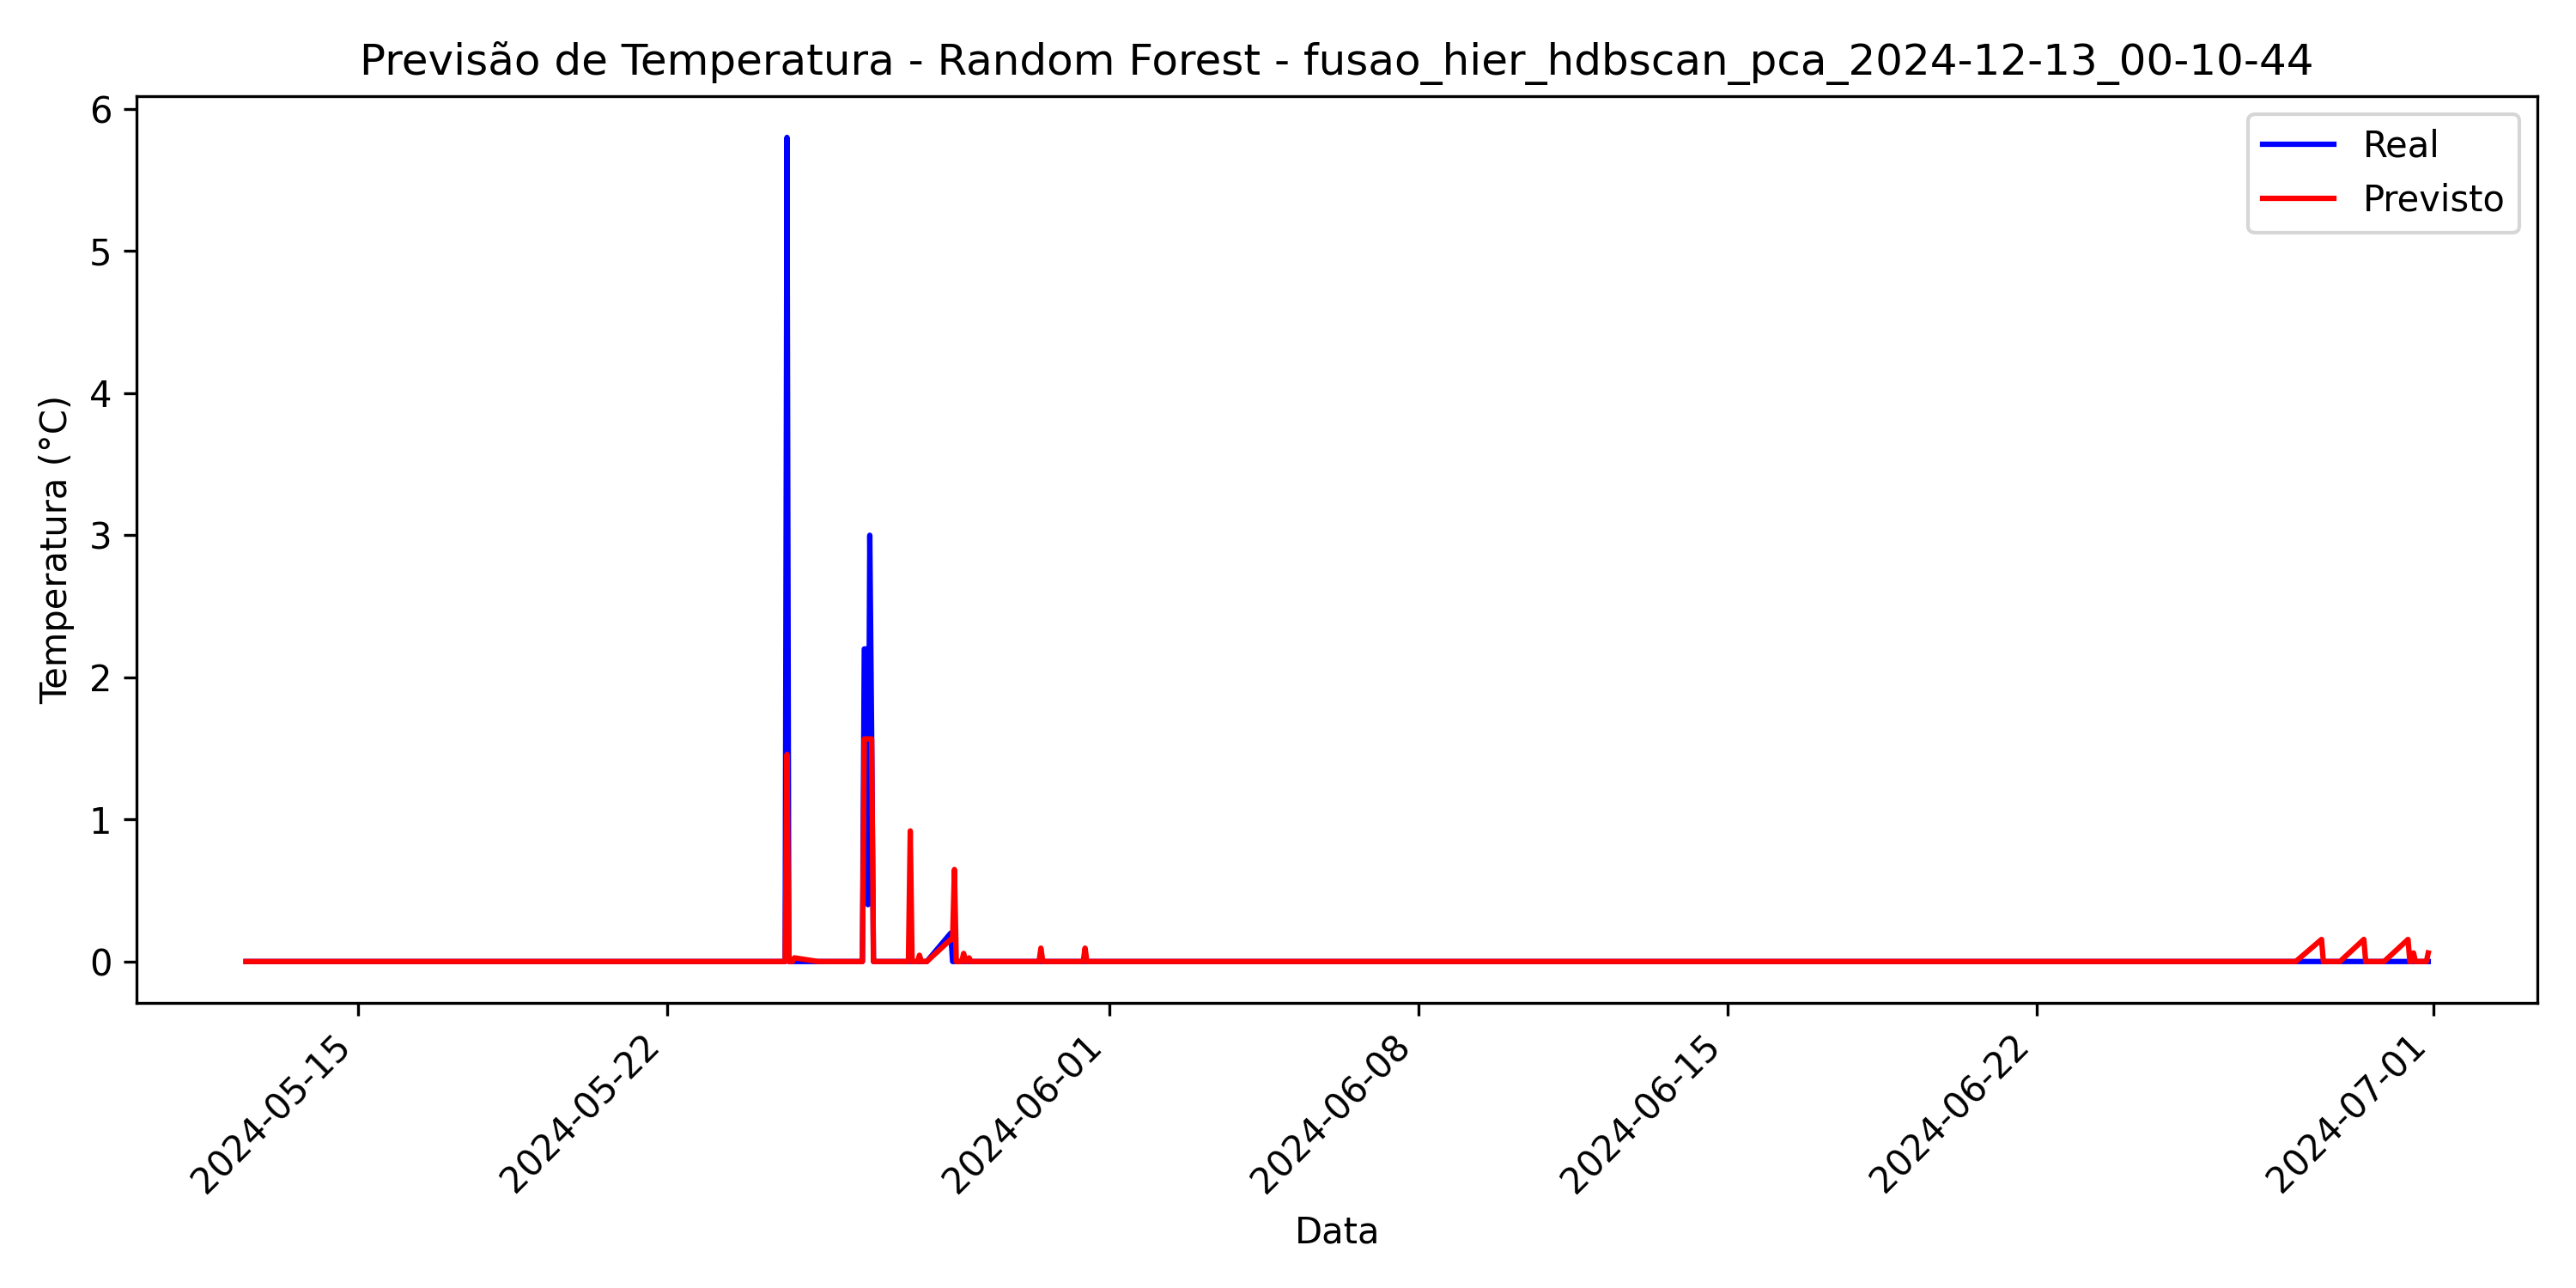 Previsão de Temperatura - Random Forest - fusao_hier_hdbscan_pca_2024-12-13_00-10-44
Real
Previsto
Temperatura (°C)
6
5
4
3
2
1
0
2024-05-15
2024-05-22
2024-06-01
2024-06-08
2024-06-15
2024-06-22
2024-07-01
Data